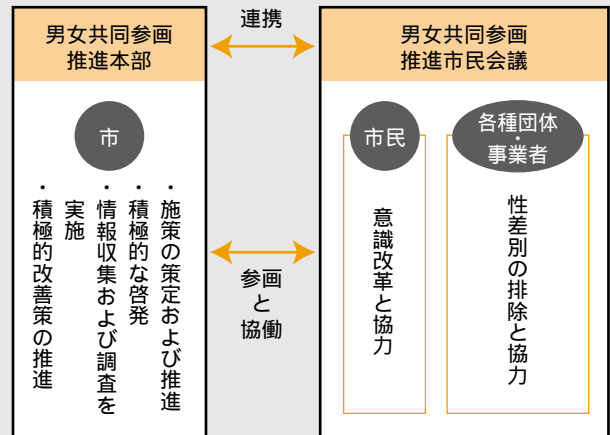 男女共同参画
推進本部
連携
男女共同参画
推進市民会議
市
・施策の策定および推進
・積極的な啓発
・情報収集および調査を
実施
・積極的改善策の推進
参画
と
協働
市民
意識改革と協力
各種団体
・
事業者
性差別の排除と協力